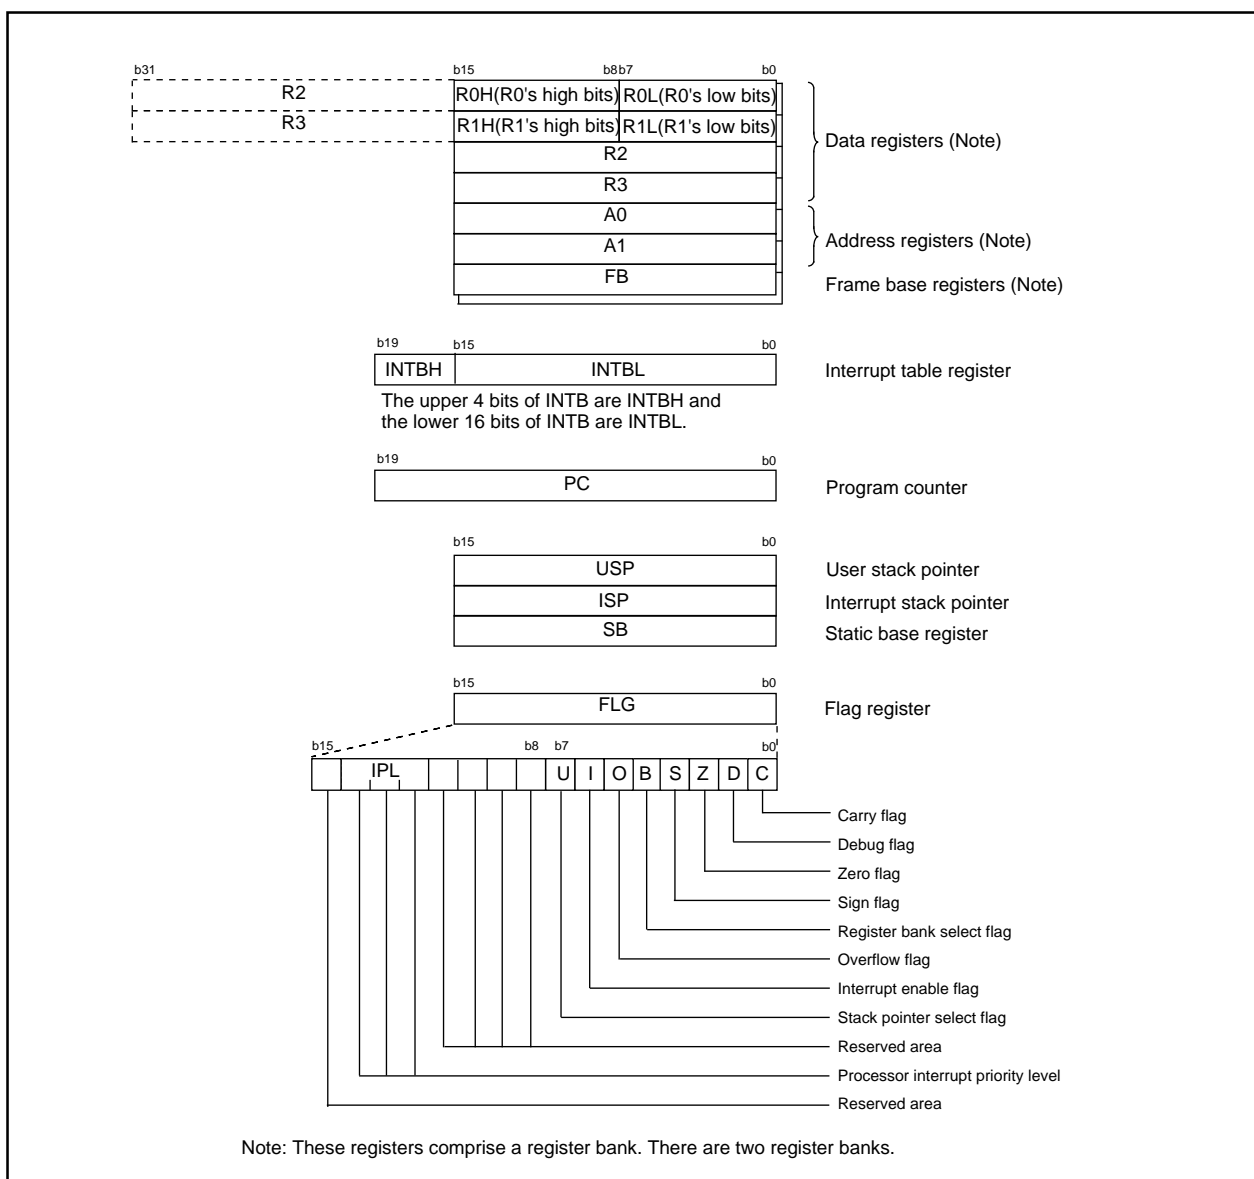 b31 b15 b8b7 b0
R2 R0H(R0's high bits) R0L(R0's low bits)
R3 R1H(R1's high bits) R1L(R1's low bits)
Data registers (Note)
R2
R3
A0
A1
Address registers (Note)
FB
Frame base registers (Note)
b19 b15 b0
INTBH INTBL Interrupt table register
The upper 4 bits of INTB are INTBH and
the lower 16 bits of INTB are INTBL.
b19 b0
PC Program counter
b15 b0
USP User stack pointer
ISP Interrupt stack pointer
SB Static base register
b15 b0
FLG Flag register
b15 b8 b7 b0
IPL U I O B S Z D C
Carry flag
Debug flag
Zero flag
Sign flag
Register bank select flag
Overflow flag
Interrupt enable flag
Stack pointer select flag
Reserved area
Processor interrupt priority level
Reserved area
Note: These registers comprise a register bank. There are two register banks.